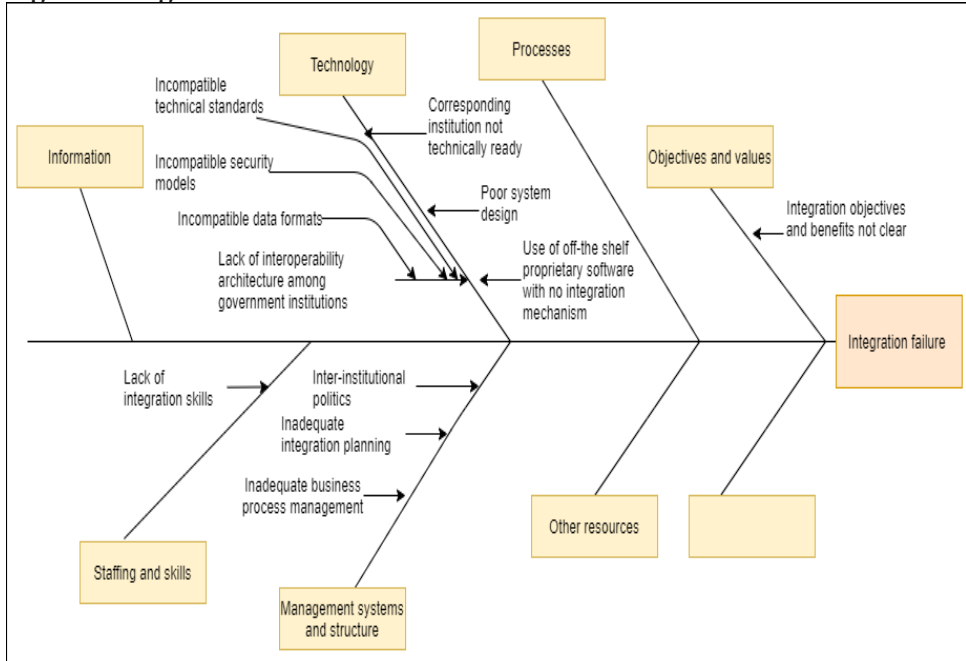 Processes
Technology
Incompatible
technical standards
Corresponding
institution not
technically ready
Information
Objectives and values
Incompatible security
models
Poor system
design
Incompatible data formats
Integration objectives
and benefits not clear
Lack of interoperability
architecture among
government institutions
Use of off-the shelf
proprietary software
with no integration
mechanism
Integration failure
Lack of
integration skills
Inter-institutional
politics
Inadequate
integration planning
Inadequate business
process management
Other resources
Staffing and skills
Management systems
and structure